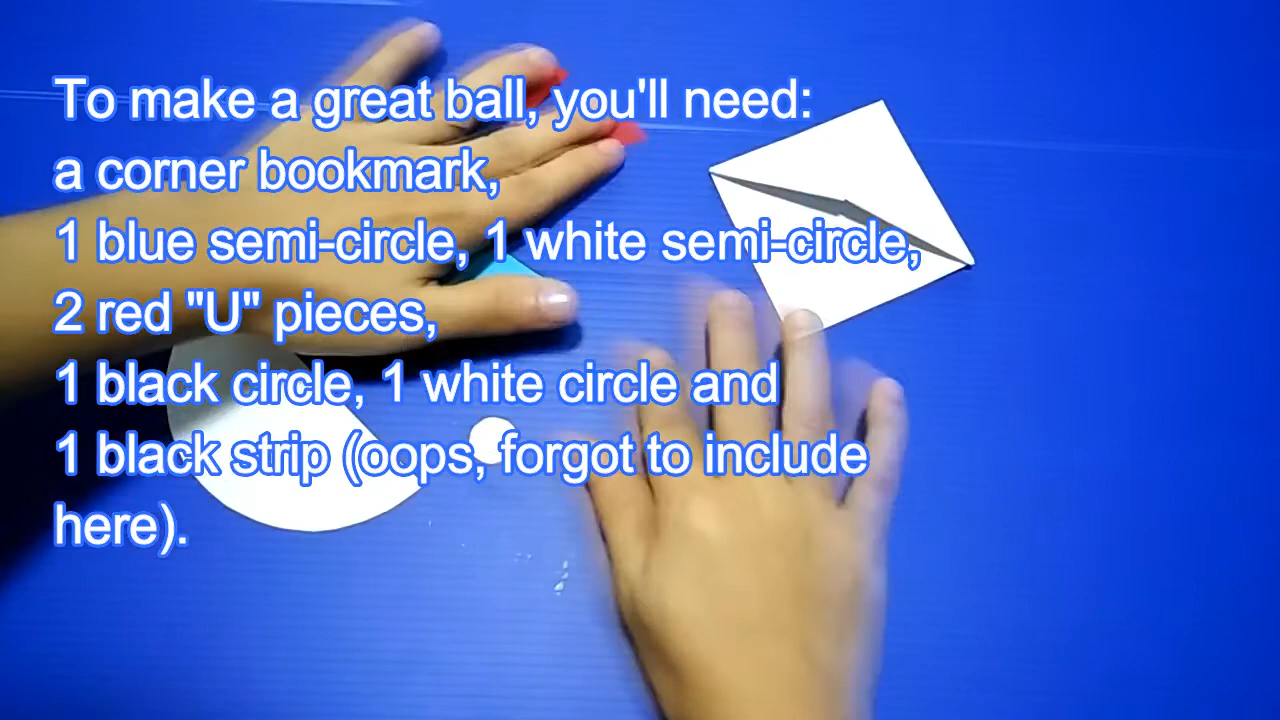 To make a great ball, you'll need:
a corner bookmark,
1 blue semi-circle, 1 white semi-circle,
2 red "U" pieces,
1 black circle, 1 white circle and
1 black strip (oops, forgot to include
here).